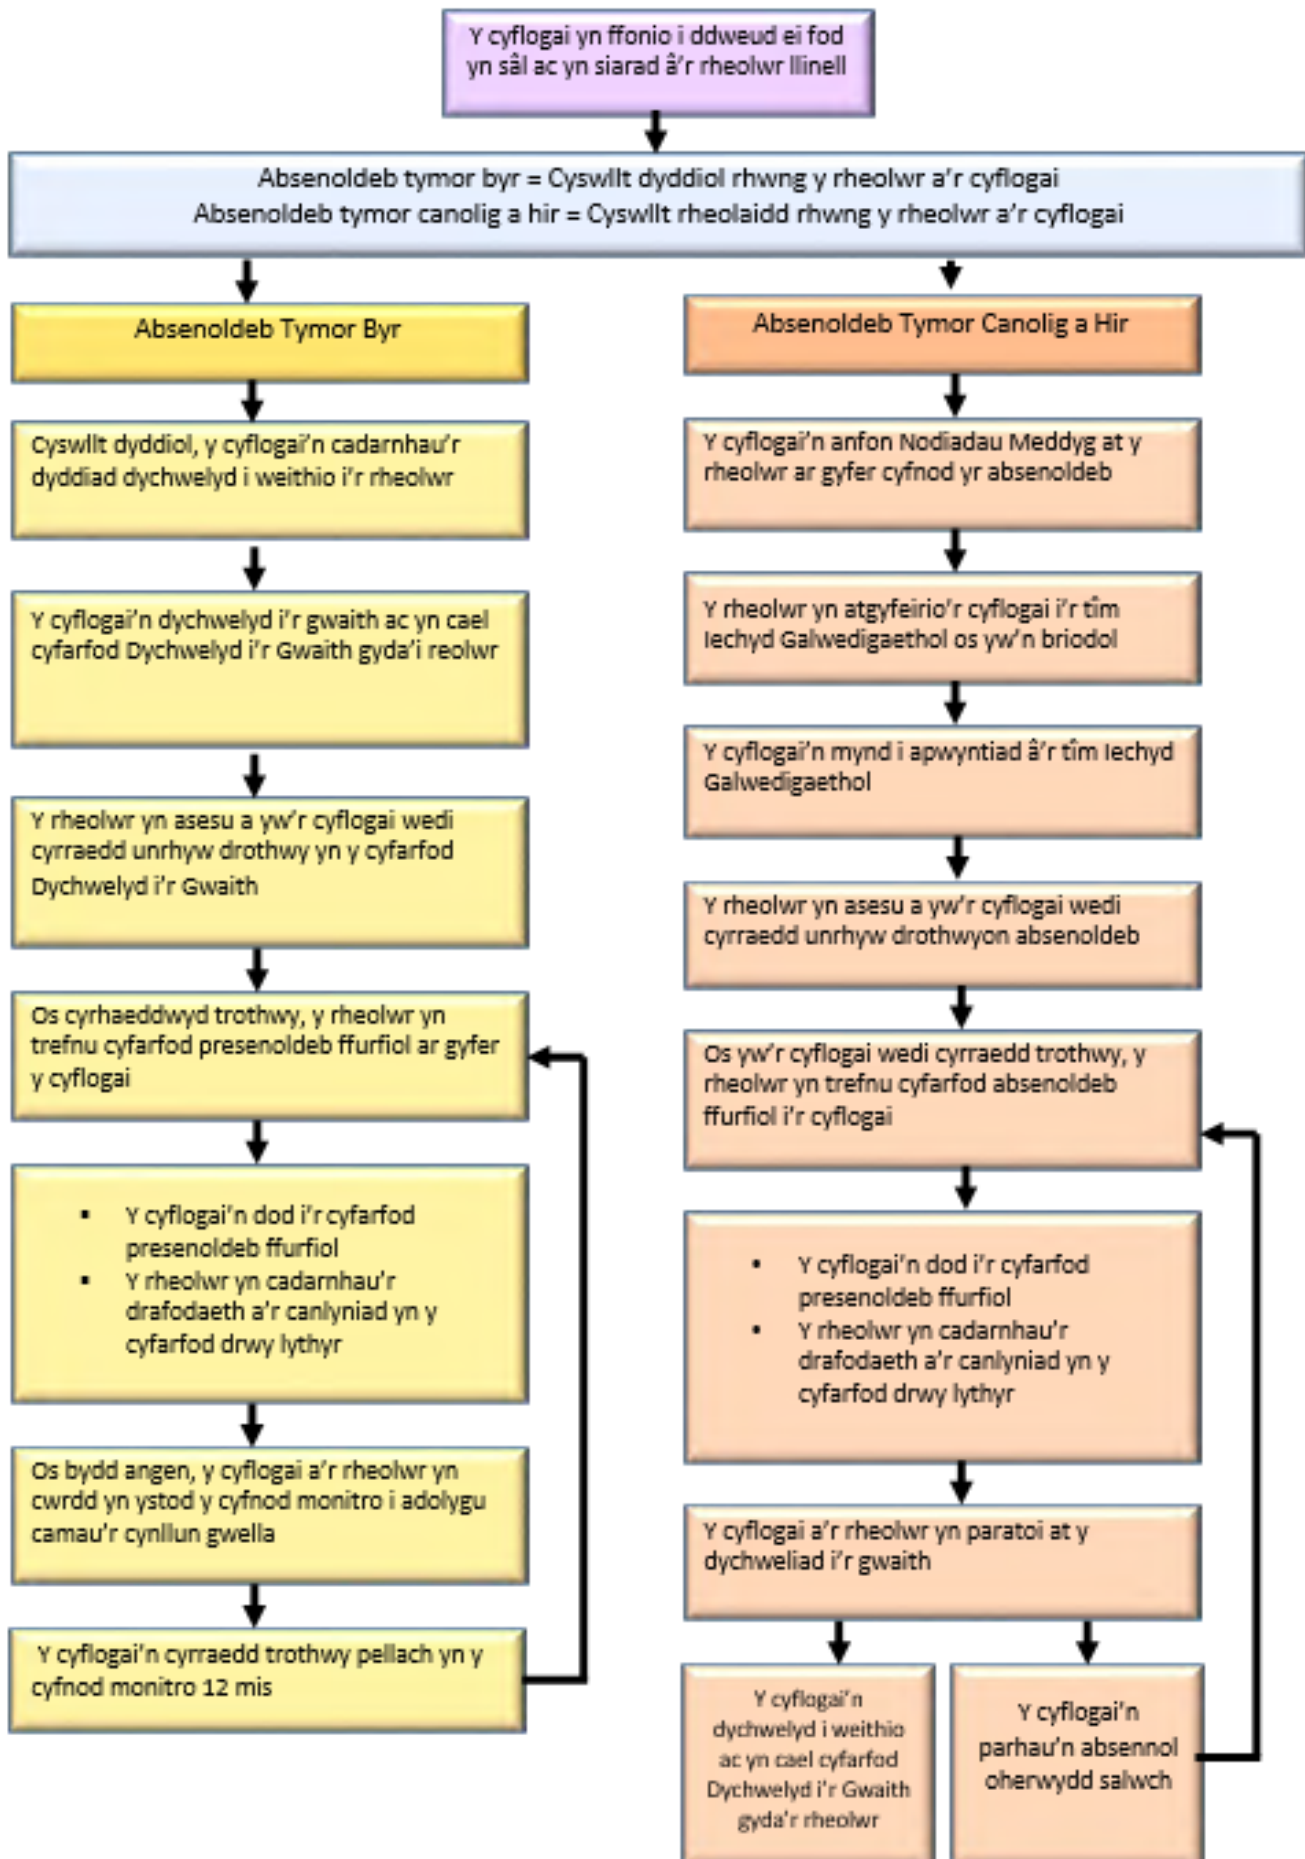 Y cyflogai yn ffonio i ddweud ei fod
yn sâl ac yn siarad â'r rheolwr llinell
Absenoldeb tymor byr = Cyswllt dyddiol rhwng y rheolwr a'r cyflogai
Absenoldeb tymor canolig a hir = Cyswllt rheolaidd rhwng y rheolwr a'r cyflogai
Absenoldeb Tymor Byr
Cyswllt dyddiol, y cyflogai'n cadarnhau'r
dyddiad dychwelyd i weithio i'r rheolwr
Y cyflogai'n dychwelyd i'r gwaith ac yn cael
cyfarfod Dychwelyd i'r Gwaith gyda'i reolwr
Y rheolwr yn asesu a yw'r cyflogai wedi
cyrraedd unrhyw drothwy yn y cyfarfod
Dychwelyd i'r Gwaith
Os cyrhaeddwyd trothwy, y rheolwr yn
trefnu cyfarfod presenoldeb ffurfiol ar gyfer
y cyflogai
▪ Y cyflogai'n dod i'r cyfarfod
presenoldeb ffurfiol
▪ Y rheolwr yn cadarnhau'r
drafodaeth a'r canlyniad yn y
cyfarfod drwy lythyr
Os bydd angen, y cyflogai a'r rheolwr yn
cwrdd yn ystod y cyfnod monitro i adolygu
camau'r cynllun gwella
Y cyflogai'n cyrraedd trothwy pellach yn y
cyfnod monitro 12 mis
Absenoldeb Tymor Canolig a Hir
Y cyflogai'n anfon Nodiadau Meddyg at y
rheolwr ar gyfer cyfnod yr absenoldeb
Y rheolwr yn atgyfeirio'r cyflogai i'r tîm
Iechyd Galwedigaethol os yw'n briodol
Y cyflogai'n mynd i apwyntiad â'r tîm Iechyd
Galwedigaethol
Y rheolwr yn asesu a yw'r cyflogai wedi
cyrraedd unrhyw drothwyon absenoldeb
Os yw'r cyflogai wedi cyrraedd trothwy, y
rheolwr yn trefnu cyfarfod absenoldeb
ffurfiol i'r cyflogai
▪ Y cyflogai'n dod i'r cyfarfod
presenoldeb ffurfiol
▪ Y rheolwr yn cadarnhau'r
drafodaeth a'r canlyniad yn y
cyfarfod drwy lythyr
Y cyflogai a'r rheolwr yn paratoi at y
dychweliad i'r gwaith
Y cyflogai'n
dychwelyd i weithio
ac yn cael cyfarfod
Dychwelyd i'r Gwaith
gyda'r rheolwr
Y cyflogai'n
parhau'n absennol
oherwydd salwch